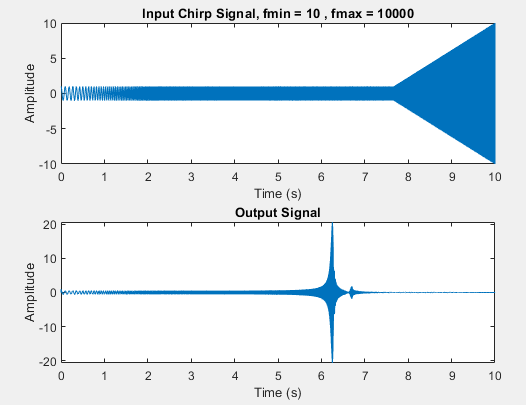 Input Chirp Signal, fmin = 10 , fmax = 10000
Amplitude
10
5
0
-5
-10
0 1 2 3 4 5 6 7 8 9 10
Time (s)
Output Signal
Amplitude
20
10
0
-10
-20
0 1 2 3 4 5 6 7 8 9 10
Time (s)